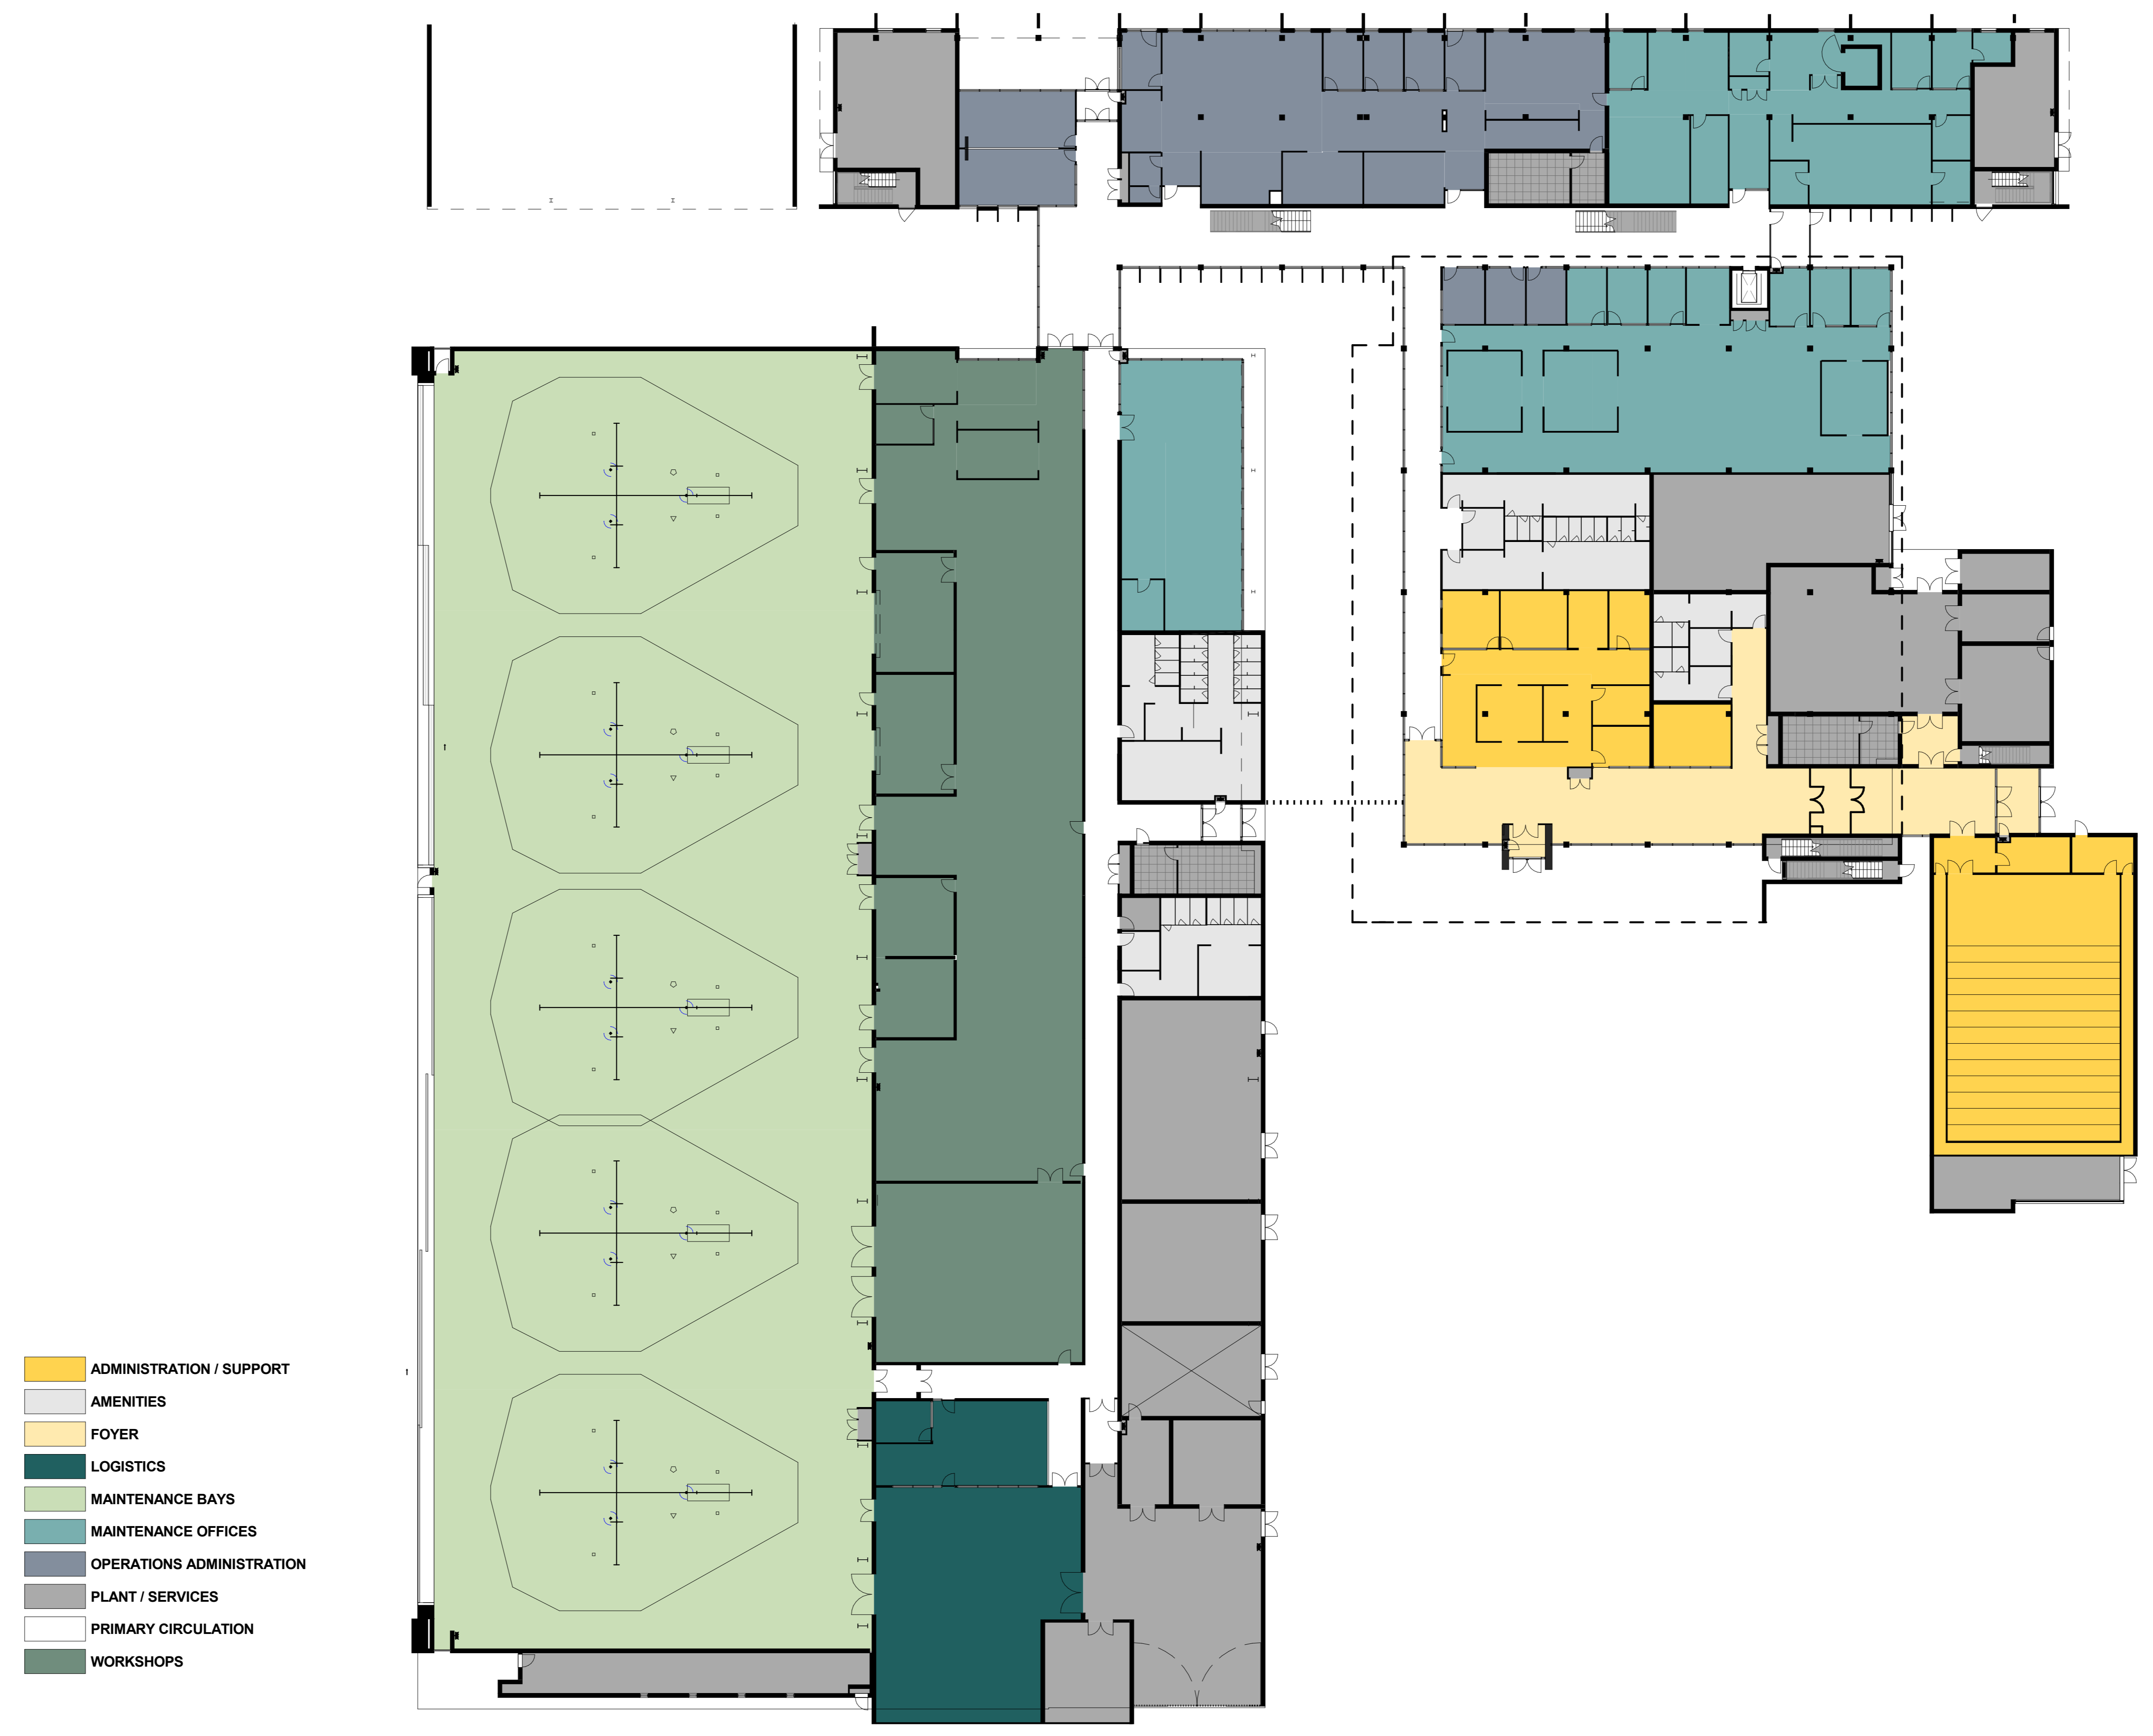 ADMINISTRATION / SUPPORT
AMENITIES
FOYER
LOGISTICS
MAINTENANCE BAYS
MAINTENANCE OFFICES
OPERATIONS ADMINISTRATION
PLANT / SERVICES
PRIMARY CIRCULATION
WORKSHOPS